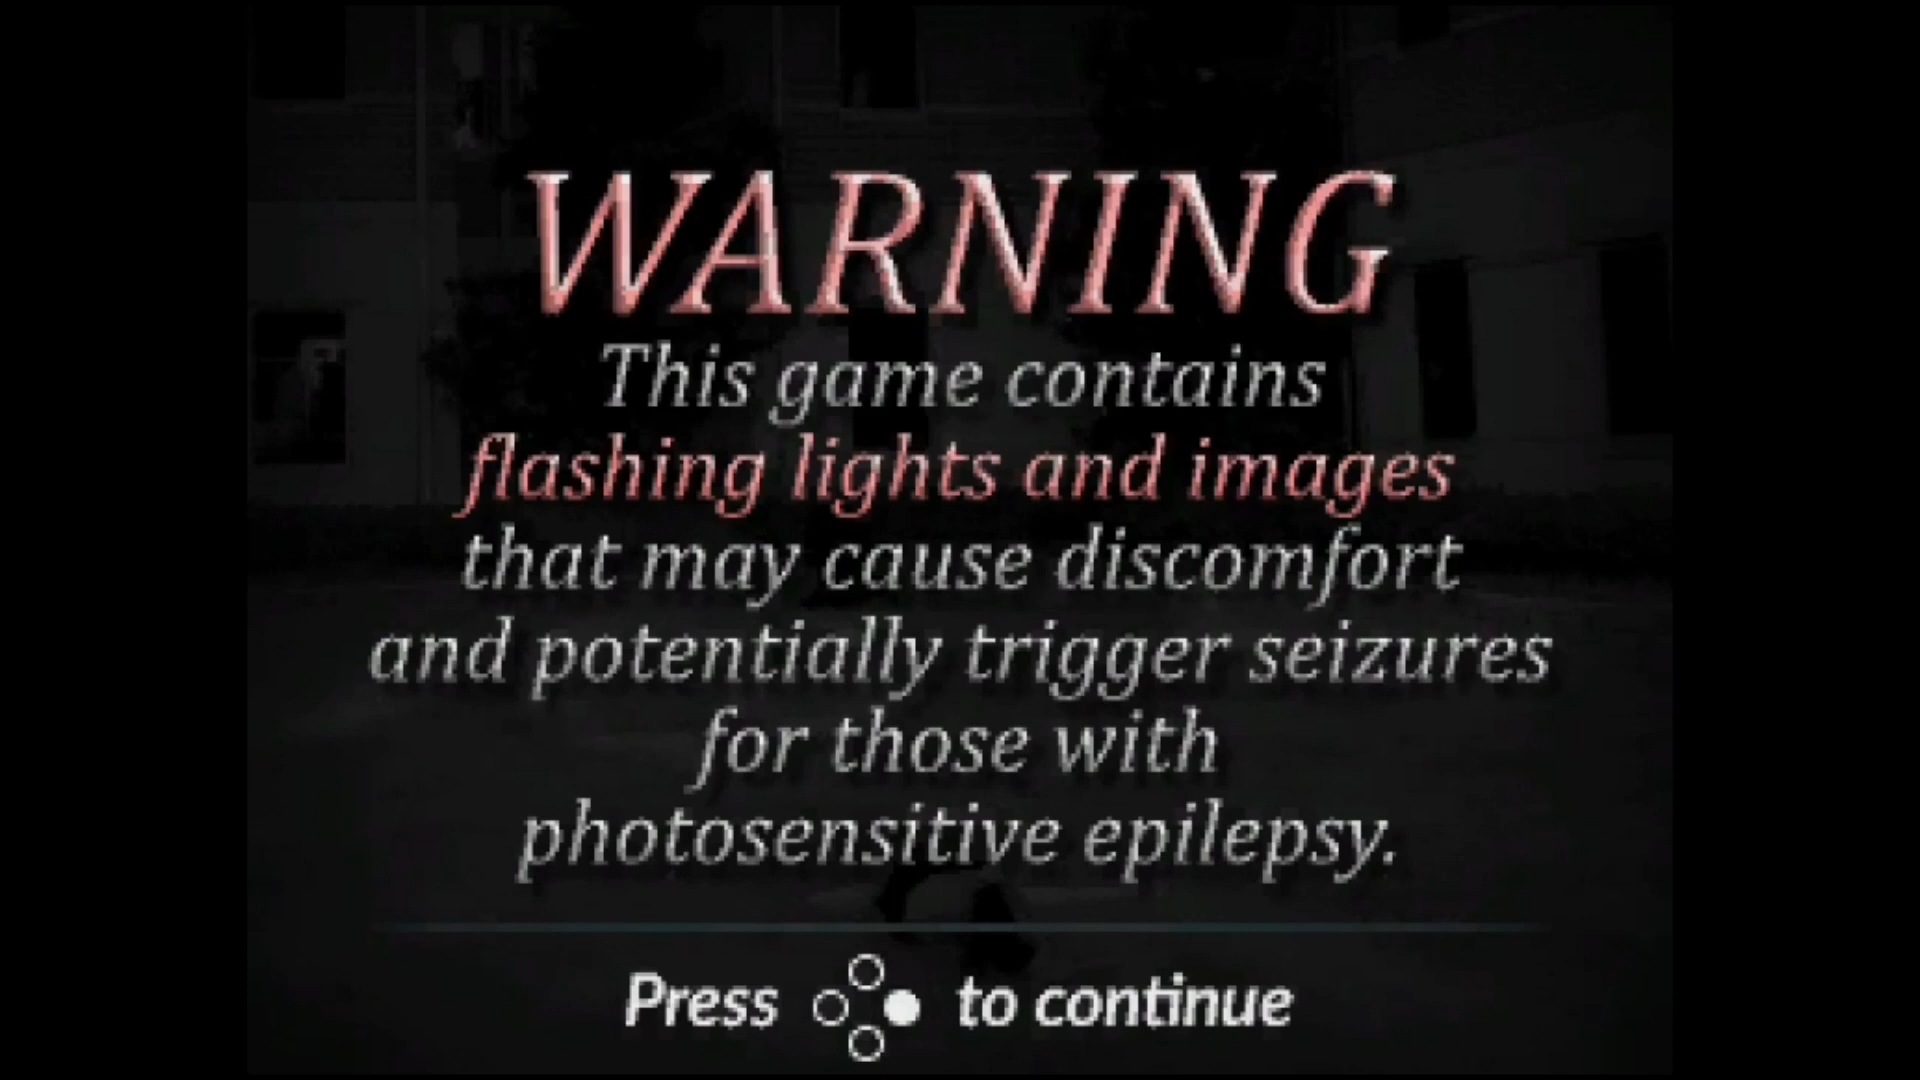 WARNING
This game contains
flashing lights and images
that may cause discomfort
and potentially trigger seizures
for those with
photosensitive epilepsy.
Press to continue